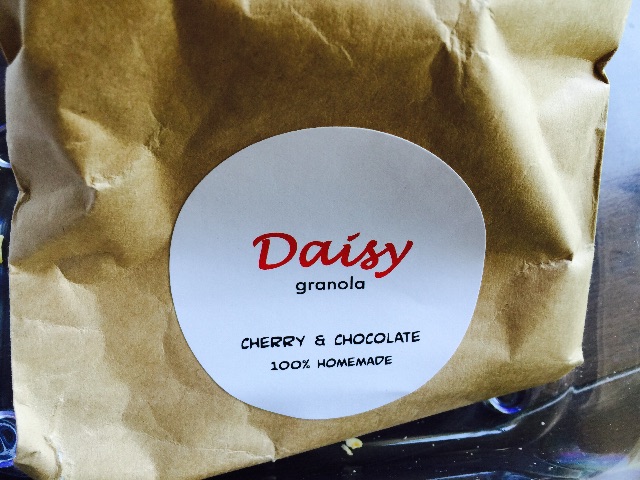 Daisy
granola
CHERRY & CHOCOLATE
100% HOMEMADE